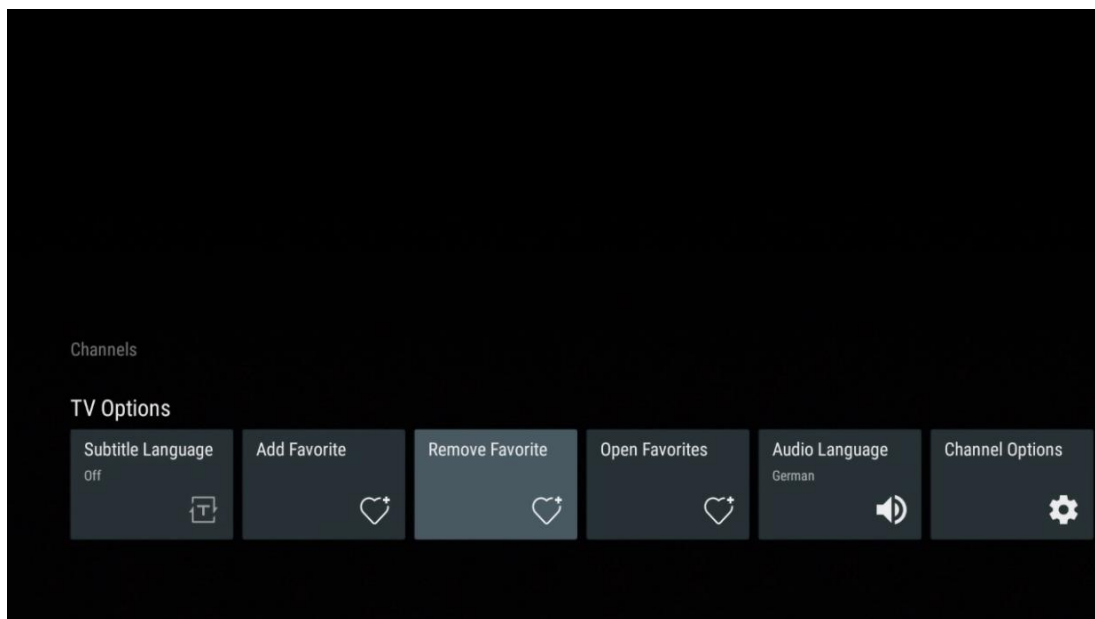 Channels
TV Options
Subtitle Language
Off
Add Favorite
Remove Favorite
Open Favorites
Audio Language
German
Channel Options